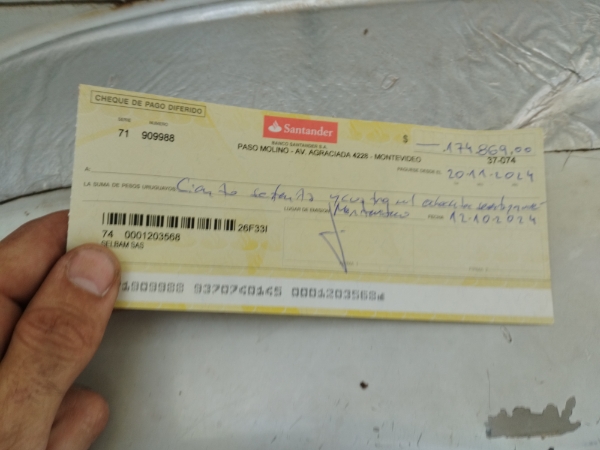 CHEQUE DE PAGO DIFERIDO
SERIE NUMERO
71 909988
Santander
BANCO SANTANDER S.A.
PASO MOLINO - AV. AGRACIADA 4228 - MONTEVIDEO
$ 174.869,00
37-074
PAGUESE DESDE EL 20 11 2024
A:
LA SUMA DE PESOS URUGUAYOS Ciento setenta y cuatro mil ochocientos sesenta y nueve
LUGAR DE EMISION Montevideo FECHA 12.10.2024
26F33I
74 0001203568
SELBAM SAS
1909988 9370740145 0001203568